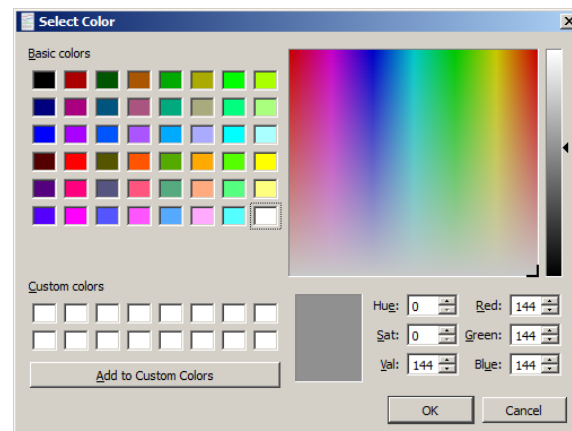 Select Color
Basic colors
Custom colors
Add to Custom Colors
Hue: 0 Red: 144
Sat: 0 Green: 144
Val: 144 Blue: 144
OK Cancel